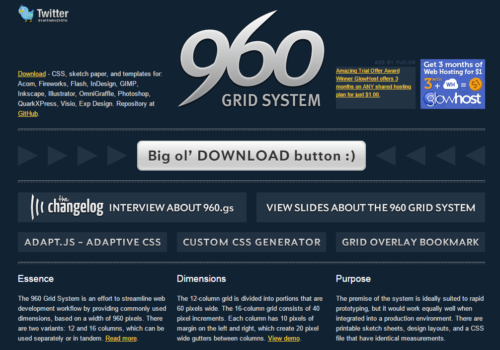 Twitter
960
GRID SYSTEM
Download - CSS, sketch paper, and templates for:
Acorn, Fireworks, Flash, InDesign, GIMP,
Inkscape, Illustrator, OmniGraffle, Photoshop,
QuarkXPress, Visio, Exp Design. Repository at
GitHub.
ADS BY FUSION
Amazing Trial Offer Award
Winner GlowHost offers 3
months on ANY shared hosting
plan for just $1.00.
Get 3 months of
Web Hosting for $1
glowhost
Big ol' DOWNLOAD button :)
the changelog INTERVIEW ABOUT 960.gs
VIEW SLIDES ABOUT THE 960 GRID SYSTEM
ADAPT.JS – ADAPTIVE CSS
CUSTOM CSS GENERATOR
GRID OVERLAY BOOKMARK
Essence
The 960 Grid System is an effort to streamline web
development workflow by providing commonly used
dimensions, based on a width of 960 pixels. There
are two variants: 12 and 16 columns, which can be
used separately or in tandem. Read more.
Dimensions
The 12-column grid is divided into portions that are
60 pixels wide. The 16-column grid consists of 40
pixel increments. Each column has 10 pixels of
margin on the left and right, which create 20 pixel
wide gutters between columns. View demo.
Purpose
The premise of the system is ideally suited to rapid
prototyping, but it would work equally well when
integrated into a production environment. There are
printable sketch sheets, design layouts, and a CSS
file that have identical measurements.